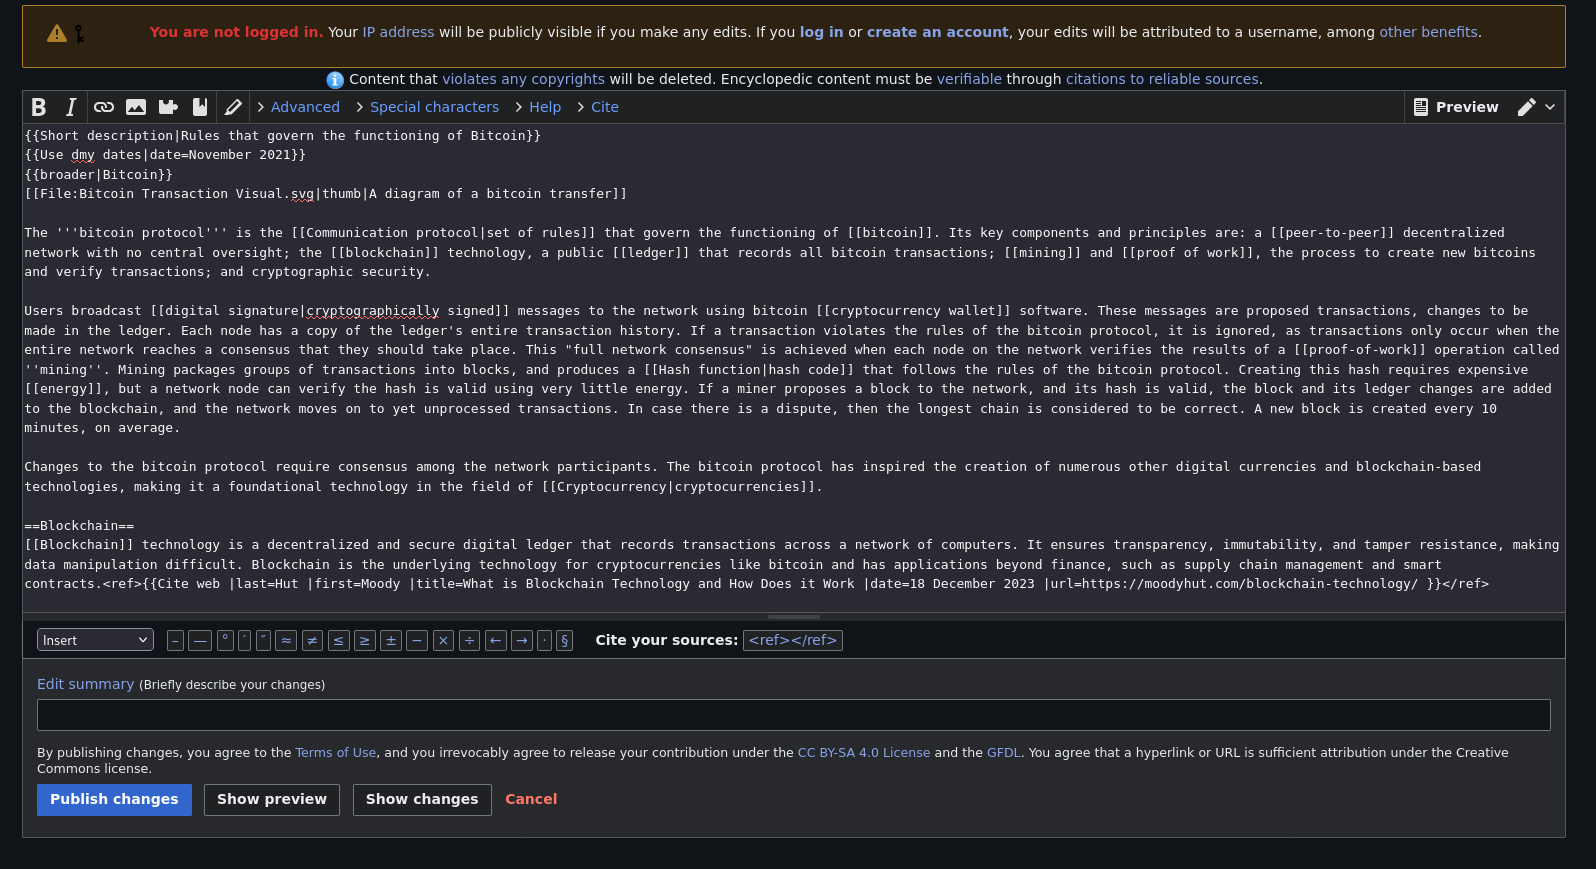 You are not logged in. Your IP address will be publicly visible if you make any edits. If you log in or create an account, your edits will be attributed to a username, among other benefits.
Content that violates any copyrights will be deleted. Encyclopedic content must be verifiable through citations to reliable sources.
B I Advanced Special characters Help Cite Preview
{{Short description|Rules that govern the functioning of Bitcoin}}
{{Use dmy dates|date=November 2021}}
{{broader|Bitcoin}}
[[File:Bitcoin Transaction Visual.svg|thumb|A diagram of a bitcoin transfer]]
The '''bitcoin protocol''' is the [[Communication protocol|set of rules]] that govern the functioning of [[bitcoin]]. Its key components and principles are: a [[peer-to-peer]] decentralized
network with no central oversight; the [[blockchain]] technology, a public [[ledger]] that records all bitcoin transactions; [[mining]] and [[proof of work]], the process to create new bitcoins
and verify transactions; and cryptographic security.
Users broadcast [[digital signature|cryptographically signed]] messages to the network using bitcoin [[cryptocurrency wallet]] software. These messages are proposed transactions, changes to be
made in the ledger. Each node has a copy of the ledger's entire transaction history. If a transaction violates the rules of the bitcoin protocol, it is ignored, as transactions only occur when the
entire network reaches a consensus that they should take place. This "full network consensus" is achieved when each node on the network verifies the results of a [[proof-of-work]] operation called
''mining''. Mining packages groups of transactions into blocks, and produces a [[Hash function|hash code]] that follows the rules of the bitcoin protocol. Creating this hash requires expensive
[[energy]], but a network node can verify the hash is valid using very little energy. If a miner proposes a block to the network, and its hash is valid, the block and its ledger changes are added
to the blockchain, and the network moves on to yet unprocessed transactions. In case there is a dispute, then the longest chain is considered to be correct. A new block is created every 10
minutes, on average.
Changes to the bitcoin protocol require consensus among the network participants. The bitcoin protocol has inspired the creation of numerous other digital currencies and blockchain-based
technologies, making it a foundational technology in the field of [[Cryptocurrency|cryptocurrencies]].
==Blockchain==
[[Blockchain]] technology is a decentralized and secure digital ledger that records transactions across a network of computers. It ensures transparency, immutability, and tamper resistance, making
data manipulation difficult. Blockchain is the underlying technology for cryptocurrencies like bitcoin and has applications beyond finance, such as supply chain management and smart
contracts.<ref>{{Cite web |last=Hut |first=Moody |title=What is Blockchain Technology and How Does it Work |date=18 December 2023 |url=https://moodyhut.com/blockchain-technology/ }}</ref>
Insert – — ° ′ ″ ≈ ≠ ≤ ≥ ± − × ÷ ← → · § Cite your sources: <ref></ref>
Edit summary (Briefly describe your changes)
By publishing changes, you agree to the Terms of Use, and you irrevocably agree to release your contribution under the CC BY-SA 4.0 License and the GFDL. You agree that a hyperlink or URL is sufficient attribution under the Creative
Commons license.
Publish changes Show preview Show changes Cancel